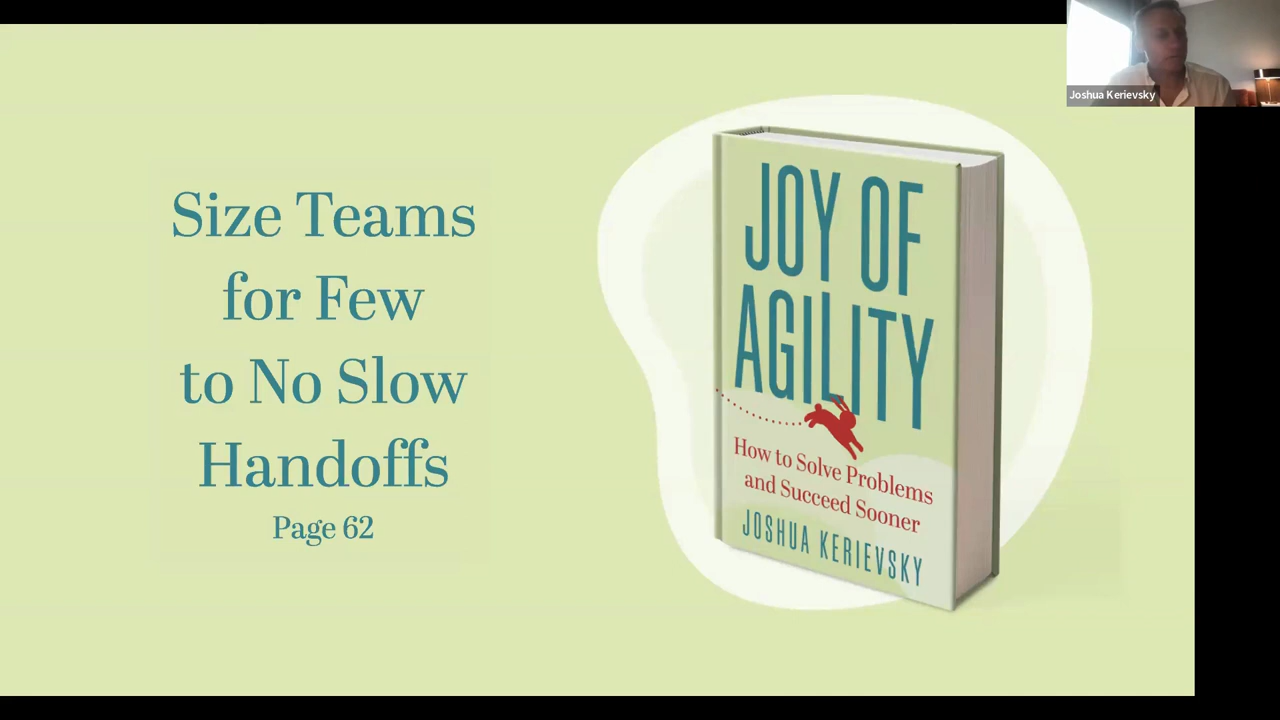 Joshua Kerievsky
Size Teams
for Few
to No Slow
Handoffs
Page 62
JOY OF
AGILITY
How to Solve Problems
and Succeed Sooner
JOSHUA KERIEVSKY